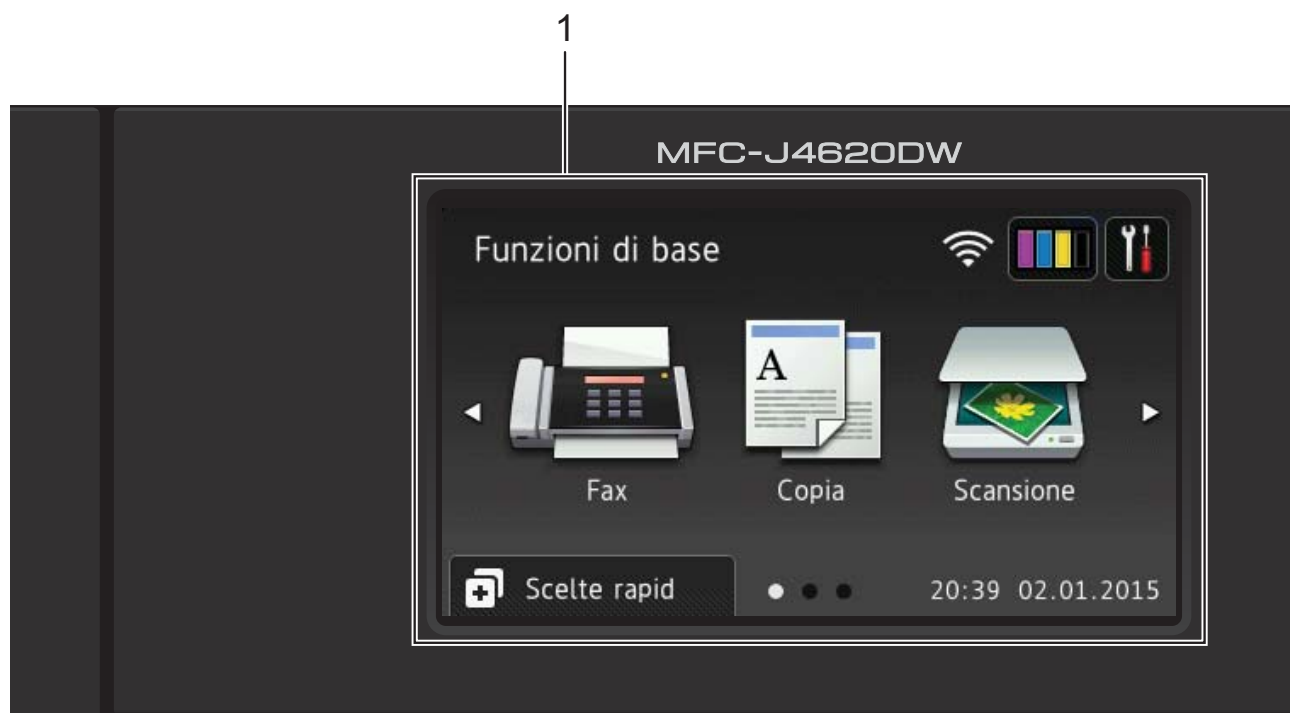 1
MFC-J4620DW
Funzioni di base
A
Fax
Copia
Scansione
Scelte rapid
20:39 02.01.2015